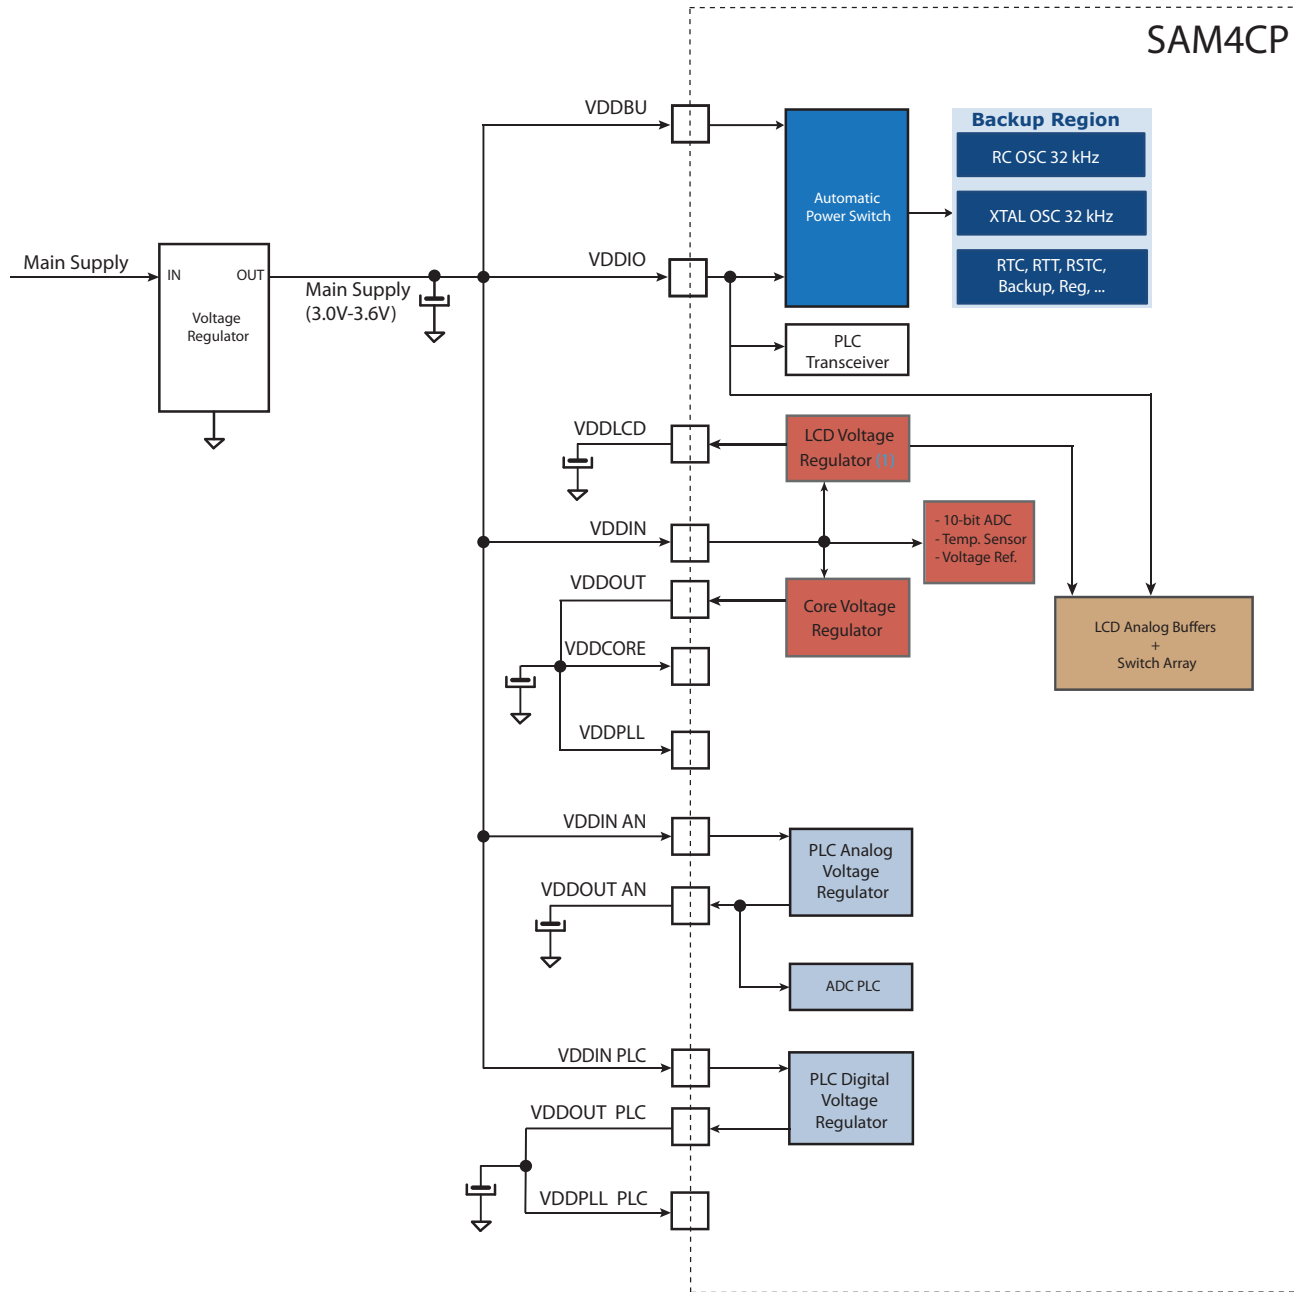 SAM4CP
VDDBU
Backup Region
RC OSC 32 kHz
Automatic
Power Switch
XTAL OSC 32 kHz
Main Supply
IN
OUT
VDDIO
RTC, RTT, RSTC,
Backup, Reg, ...
Main Supply
(3.0V-3.6V)
Voltage
Regulator
PLC
Transceiver
VDDLCD
LCD Voltage
Regulator (1)
VDDIN
- 10-bit ADC
- Temp. Sensor
- Voltage Ref.
VDDOUT
Core Voltage
Regulator
LCD Analog Buffers
+
Switch Array
VDDCORE
VDDPLL
VDDIN AN
PLC Analog
Voltage
Regulator
VDDOUT AN
ADC PLC
VDDIN PLC
PLC Digital
Voltage
Regulator
VDDOUT PLC
VDDPLL PLC